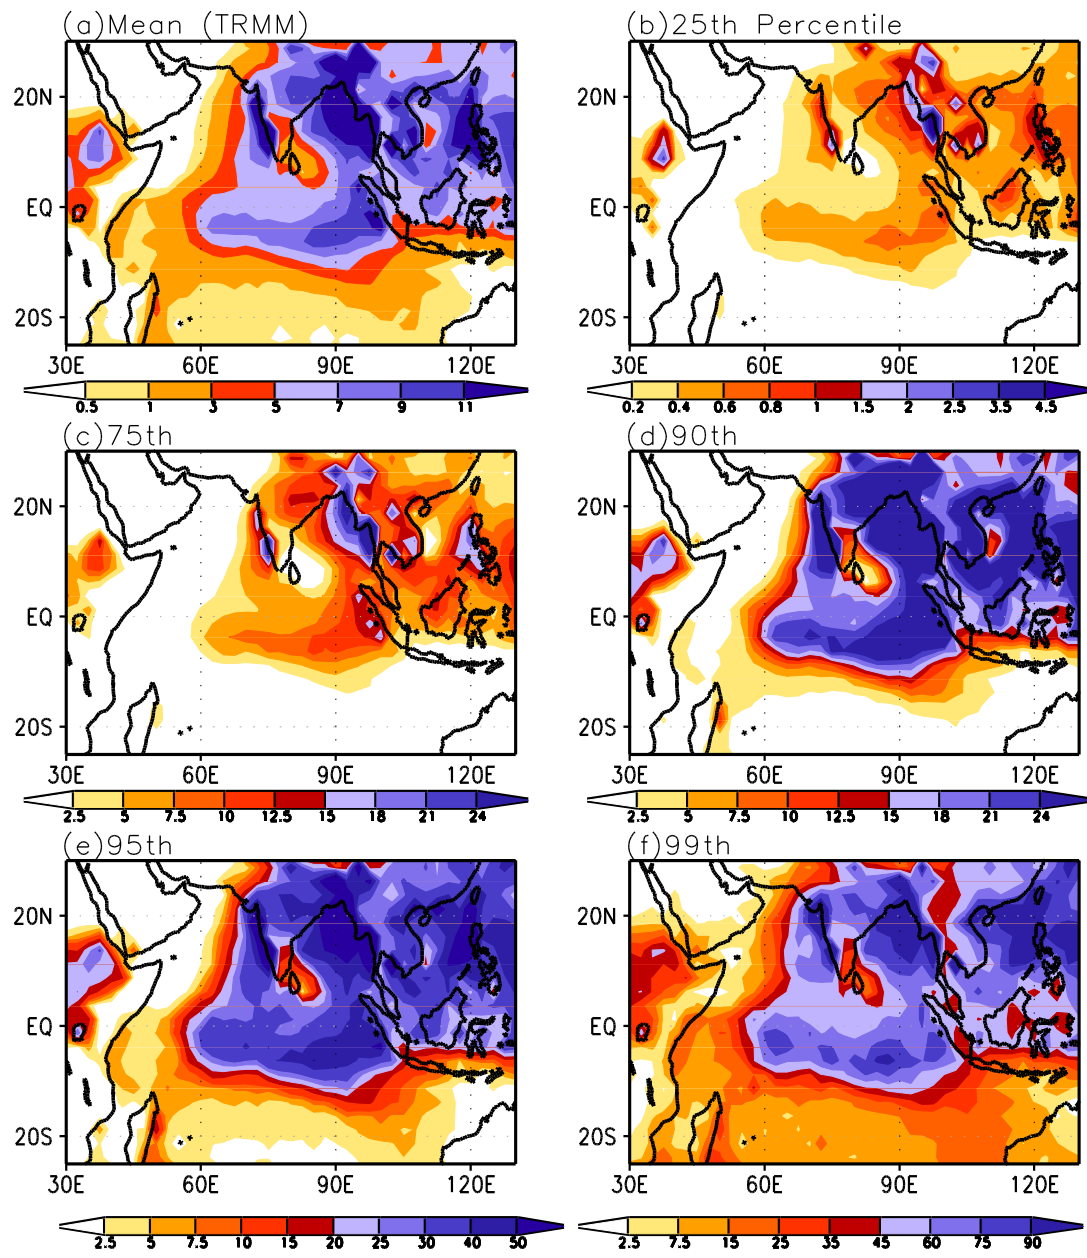 (a)Mean (TRMM)
(b)25th Percentile
20N
EQ
20S
30E 60E 90E 120E
0.5 1 3 5 7 9 11
20N
EQ
20S
30E 60E 90E 120E
0.2 0.4 0.6 0.8 1 1.5 2 2.5 3.5 4.5
(c)75th
(d)90th
20N
EQ
20S
30E 60E 90E 120E
2.5 5 7.5 10 12.5 15 18 21 24
20N
EQ
20S
30E 60E 90E 120E
2.5 5 7.5 10 12.5 15 18 21 24
(e)95th
(f)99th
20N
EQ
20S
30E 60E 90E 120E
2.5 5 7.5 10 15 20 25 30 40 50
20N
EQ
20S
30E 60E 90E 120E
2.5 7.5 15 25 35 45 60 75 90